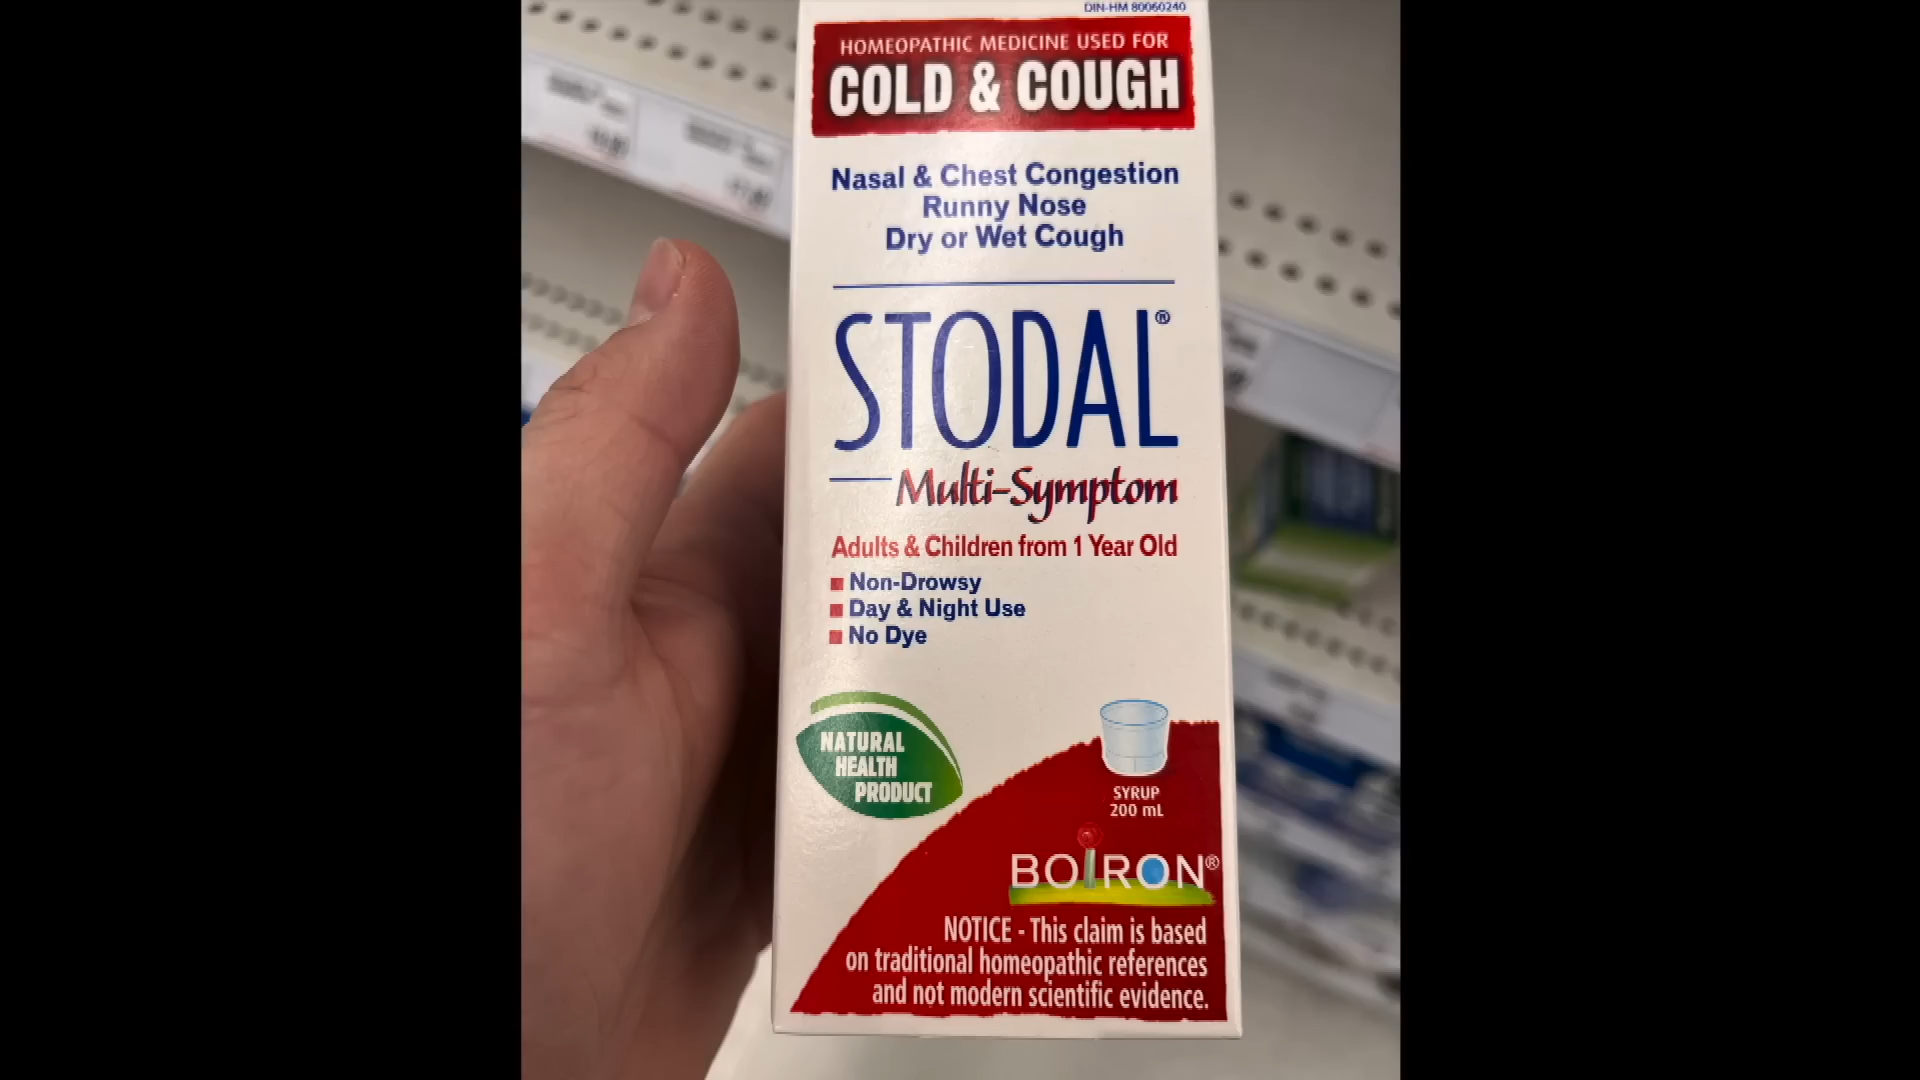 DIN-HM 80060240
HOMEOPATHIC MEDICINE USED FOR
COLD & COUGH
Nasal & Chest Congestion
Runny Nose
Dry or Wet Cough
STODAL®
Multi-Symptom
Adults & Children from 1 Year Old
Non-Drowsy
Day & Night Use
No Dye
NATURAL
HEALTH
PRODUCT
SYRUP
200 mL
BOIRON®
NOTICE - This claim is based
on traditional homeopathic references
and not modern scientific evidence.